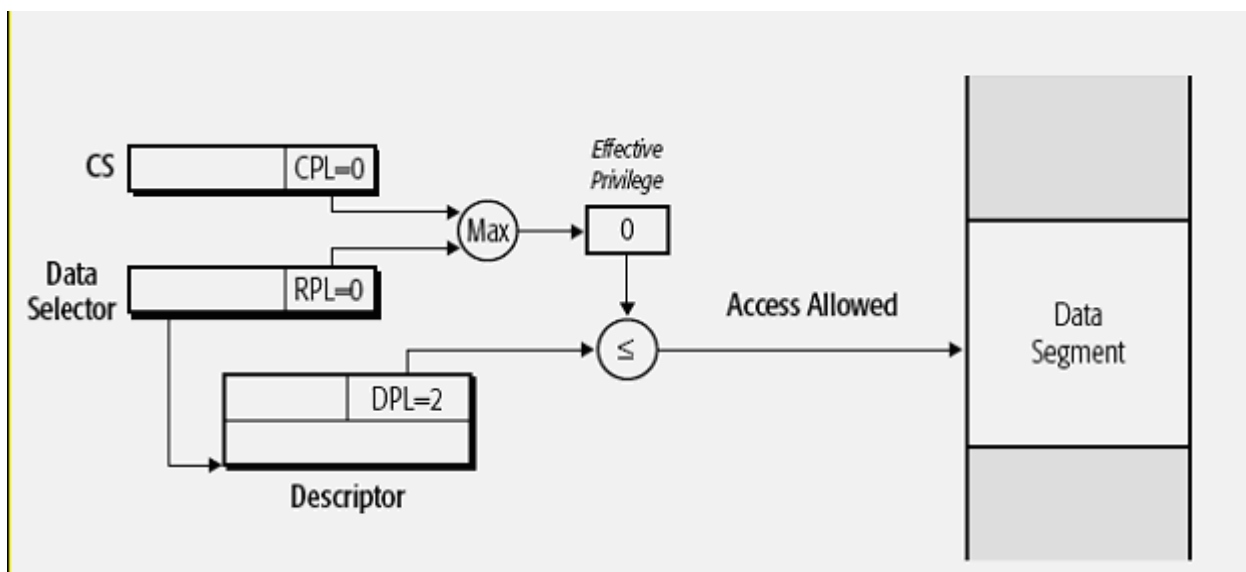 Effective
Privilege
CS
CPL=0
Max
0
Data
Selector
RPL=0
Access Allowed
Data
Segment
≤
DPL=2
Descriptor